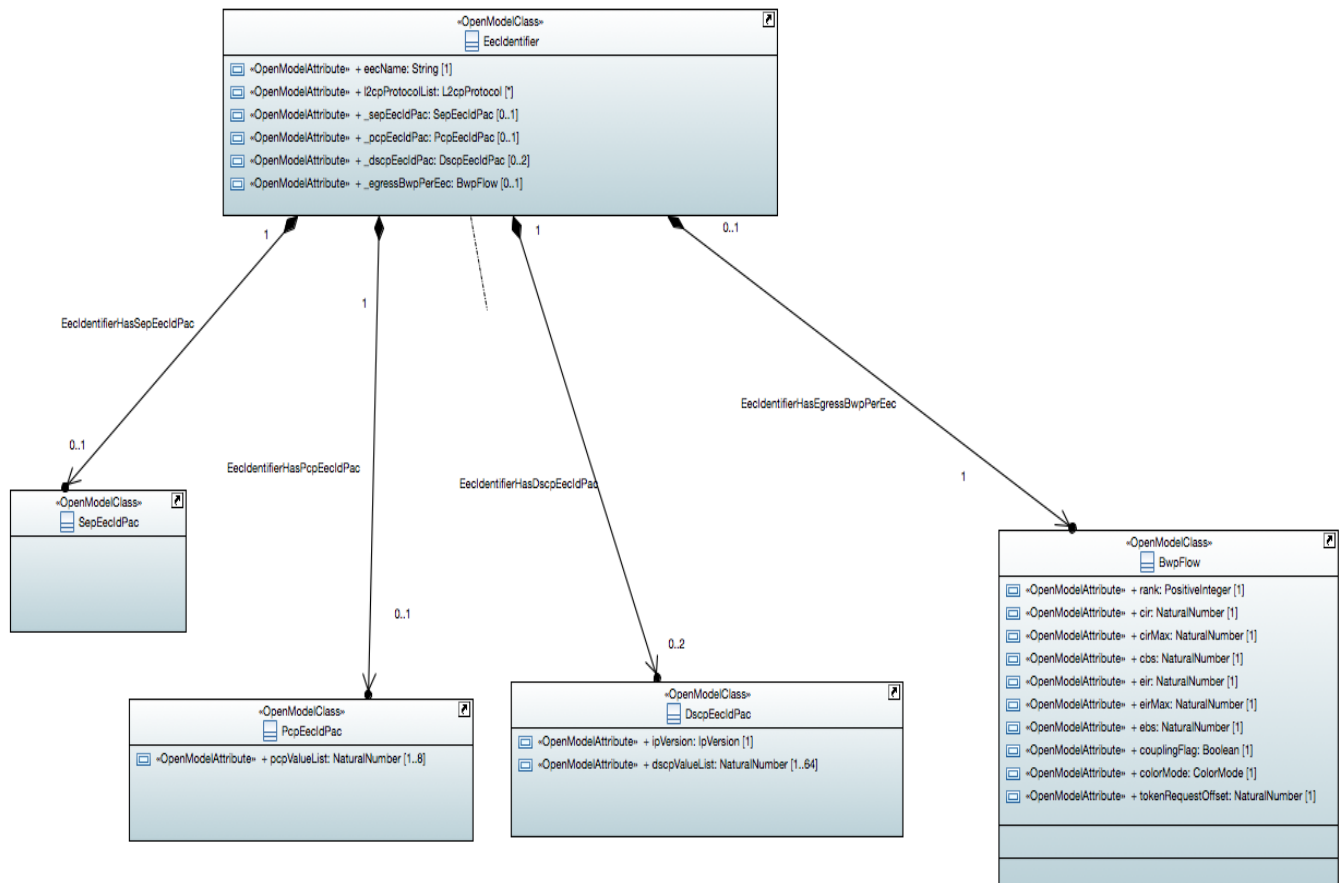 «OpenModelClass»
EecIdentifier
«OpenModelAttribute» + eecName: String [1]
«OpenModelAttribute» + l2cpProtocolList: L2cpProtocol [*]
«OpenModelAttribute» + _sepEecIdPac: SepEecIdPac [0..1]
«OpenModelAttribute» + _pcpEecIdPac: PcpEecIdPac [0..1]
«OpenModelAttribute» + _dscpEecIdPac: DscpEecIdPac [0..2]
«OpenModelAttribute» + _egressBwpPerEec: BwpFlow [0..1]
1
1
1
0..1
EecIdentifierHasSepEecIdPac
EecIdentifierHasPcpEecIdPac
EecIdentifierHasDscpEecIdPac
EecIdentifierHasEgressBwpPerEec
0..1
0..1
0..2
1
«OpenModelClass»
SepEecIdPac
«OpenModelClass»
PcpEecIdPac
«OpenModelAttribute» + pcpValueList: NaturalNumber [1..8]
«OpenModelClass»
DscpEecIdPac
«OpenModelAttribute» + ipVersion: IpVersion [1]
«OpenModelAttribute» + dscpValueList: NaturalNumber [1..64]
«OpenModelClass»
BwpFlow
«OpenModelAttribute» + rank: PositiveInteger [1]
«OpenModelAttribute» + cir: NaturalNumber [1]
«OpenModelAttribute» + cirMax: NaturalNumber [1]
«OpenModelAttribute» + cbs: NaturalNumber [1]
«OpenModelAttribute» + eir: NaturalNumber [1]
«OpenModelAttribute» + eirMax: NaturalNumber [1]
«OpenModelAttribute» + ebs: NaturalNumber [1]
«OpenModelAttribute» + couplingFlag: Boolean [1]
«OpenModelAttribute» + colorMode: ColorMode [1]
«OpenModelAttribute» + tokenRequestOffset: NaturalNumber [1]